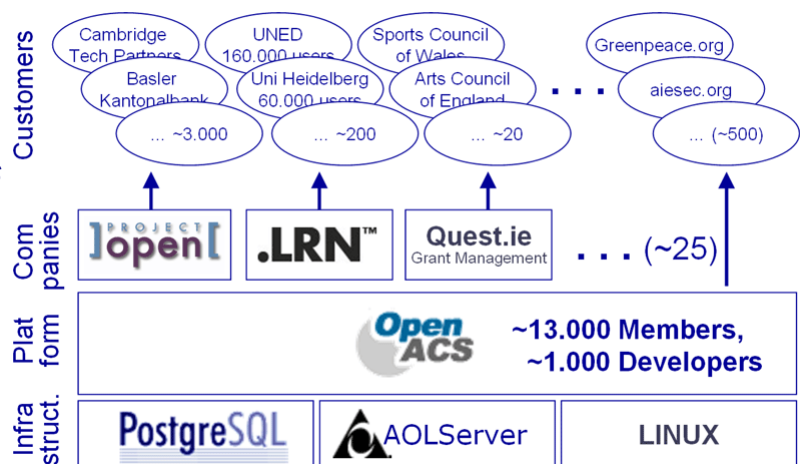 Customers
Cambridge
Tech Partners
Basler
Kantonalbank
... ~3.000
UNED
160.000 users
Uni Heidelberg
60.000 users
... ~200
Sports Council
of Wales
Arts Council
of England
... ~20
. . .
Greenpeace.org
aiesec.org
... (~500)
Com
panies
]PROJECT
open[
.LRN™
Quest.ie
Grant Management
. . . (~25)
Plat
form
Open
ACS
~13.000 Members,
~1.000 Developers
Infra
struct.
PostgreSQL
AOLServer
LINUX